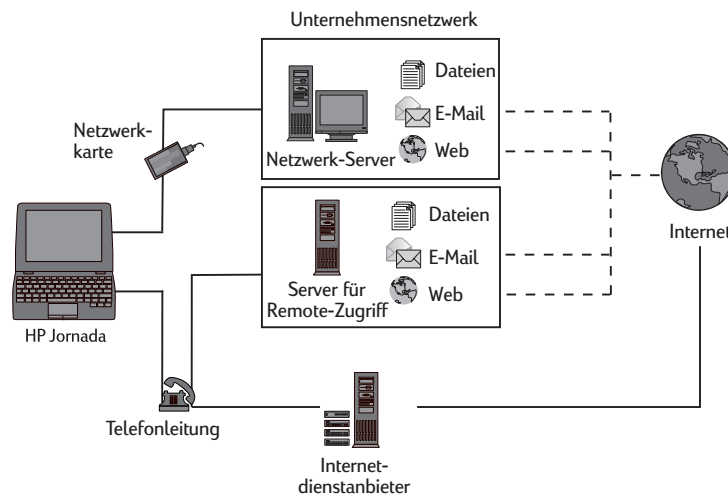 Unternehmensnetzwerk
Dateien
E-Mail
Web
Netzwerk-Server
Netzwerk-
karte
Dateien
E-Mail
Web
Server für
Remote-Zugriff
Internet
HP Jornada
Telefonleitung
Internet-
dienstanbieter